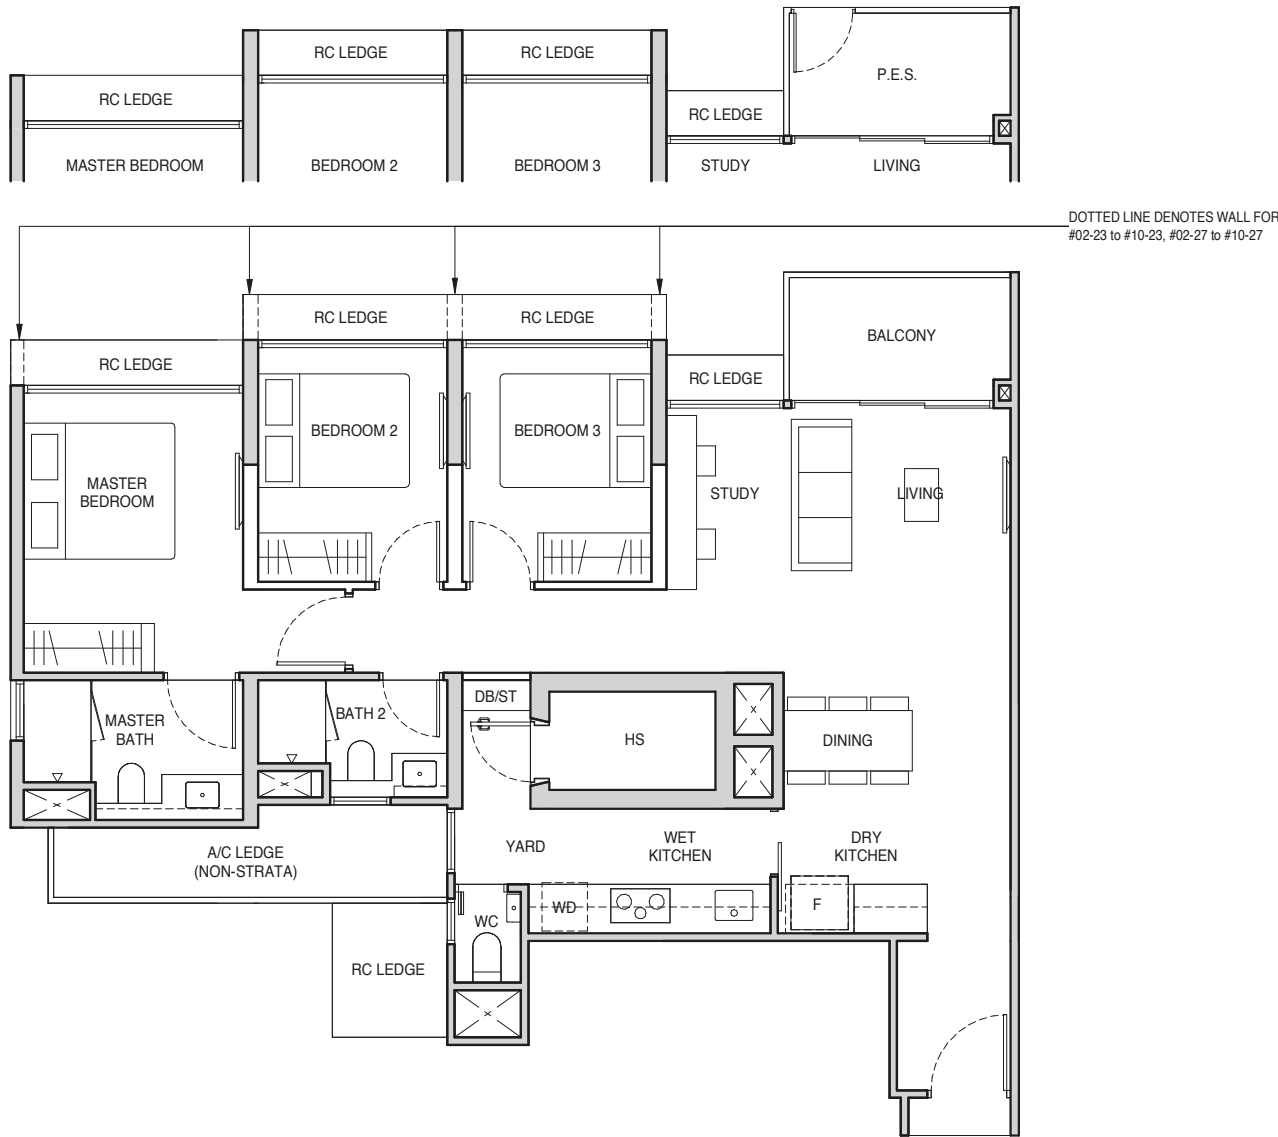 RC LEDGE
RC LEDGE
P.E.S.
RC LEDGE
RC LEDGE
MASTER BEDROOM
BEDROOM 2
BEDROOM 3
STUDY
LIVING
DOTTED LINE DENOTES WALL FOR
#02-23 to #10-23, #02-27 to #10-27
RC LEDGE
RC LEDGE
BALCONY
RC LEDGE
RC LEDGE
BEDROOM 2
BEDROOM 3
MASTER
BEDROOM
STUDY
LIVING
DB/ST
MASTER
BATH
BATH 2
HS
X
X
DINING
YARD
WET
KITCHEN
DRY
KITCHEN
A/C LEDGE
(NON-STRATA)
WD
F
WC
RC LEDGE